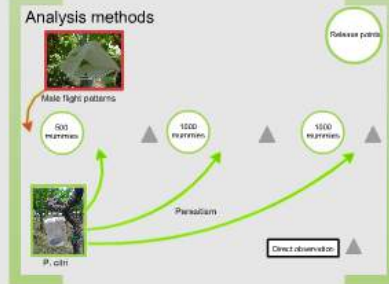 Analysis methods
Release points
Male flight patterns
500
mummies
1000
mummies
1000
mummies
Parasitism
P. citri
Direct observation